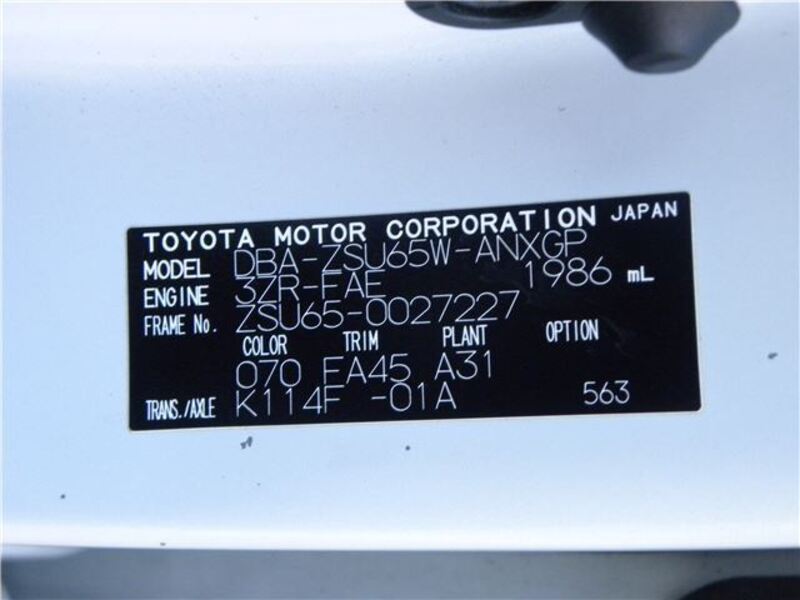 TOYOTA MOTOR CORPORATION JAPAN
MODEL DBA-ZSU65W-ANXGP
ENGINE 3ZR-FAE 1986 mL
FRAME No. ZSU65-0027227
COLOR TRIM PLANT OPTION
070 FA45 A31
TRANS./AXLE K114F -01A 563